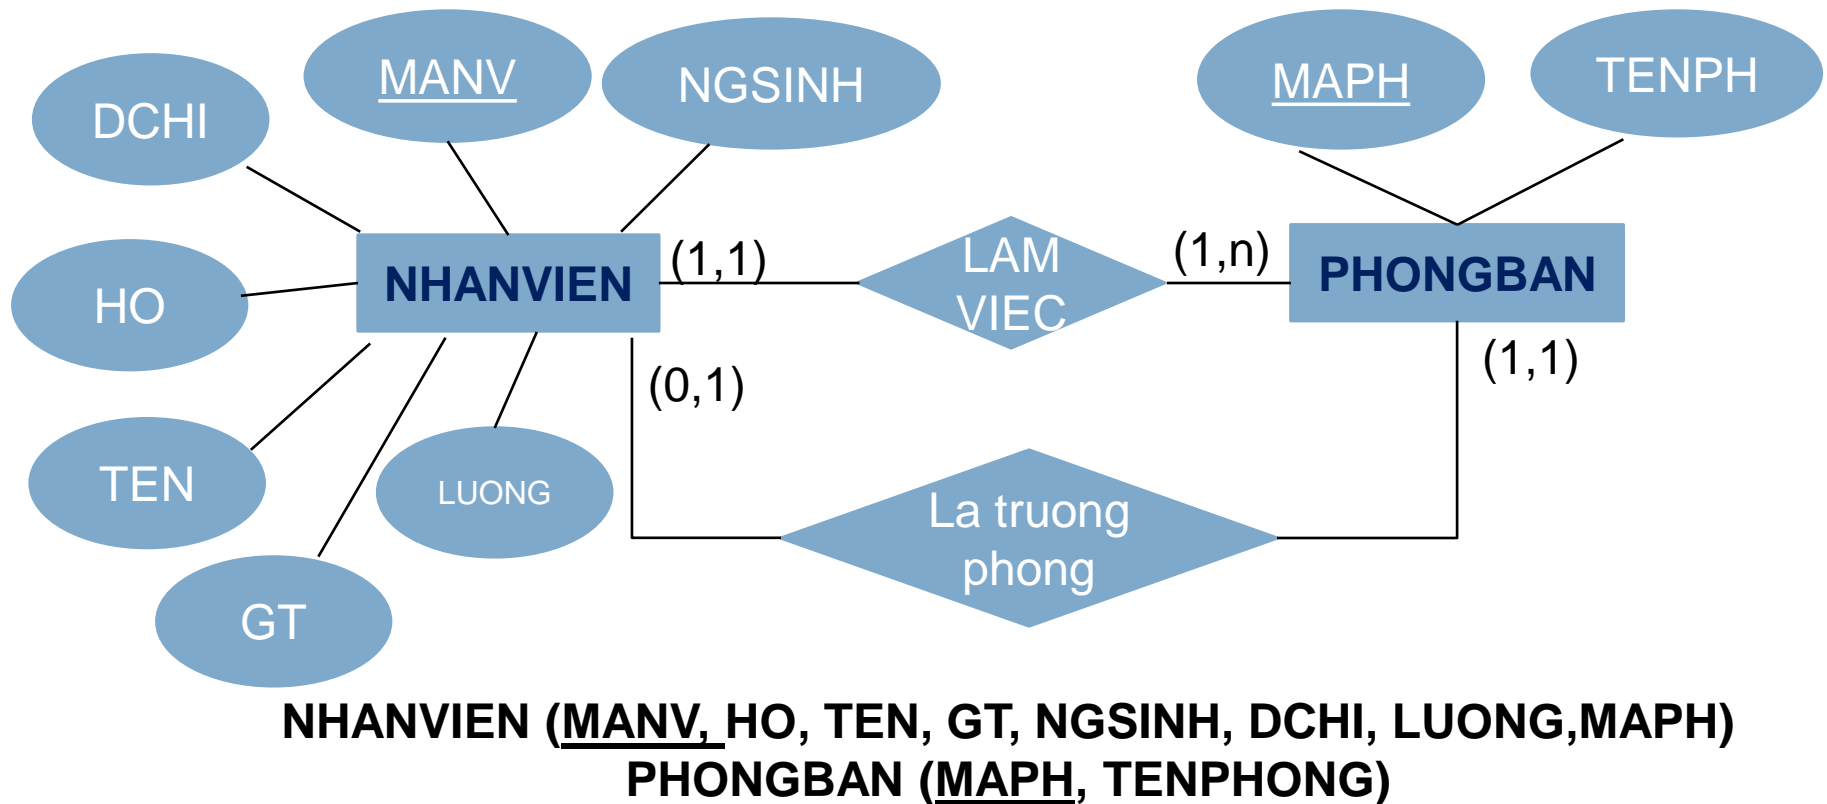 MANV
NGSINH
MAPH
TENPH
DCHI
NHANVIEN
(1,1)
LAM
VIEC
(1,n)
PHONGBAN
HO
(0,1)
(1,1)
TEN
LUONG
La truong
phong
GT
NHANVIEN (MANV, HO, TEN, GT, NGSINH, DCHI, LUONG,MAPH)
PHONGBAN (MAPH, TENPHONG)